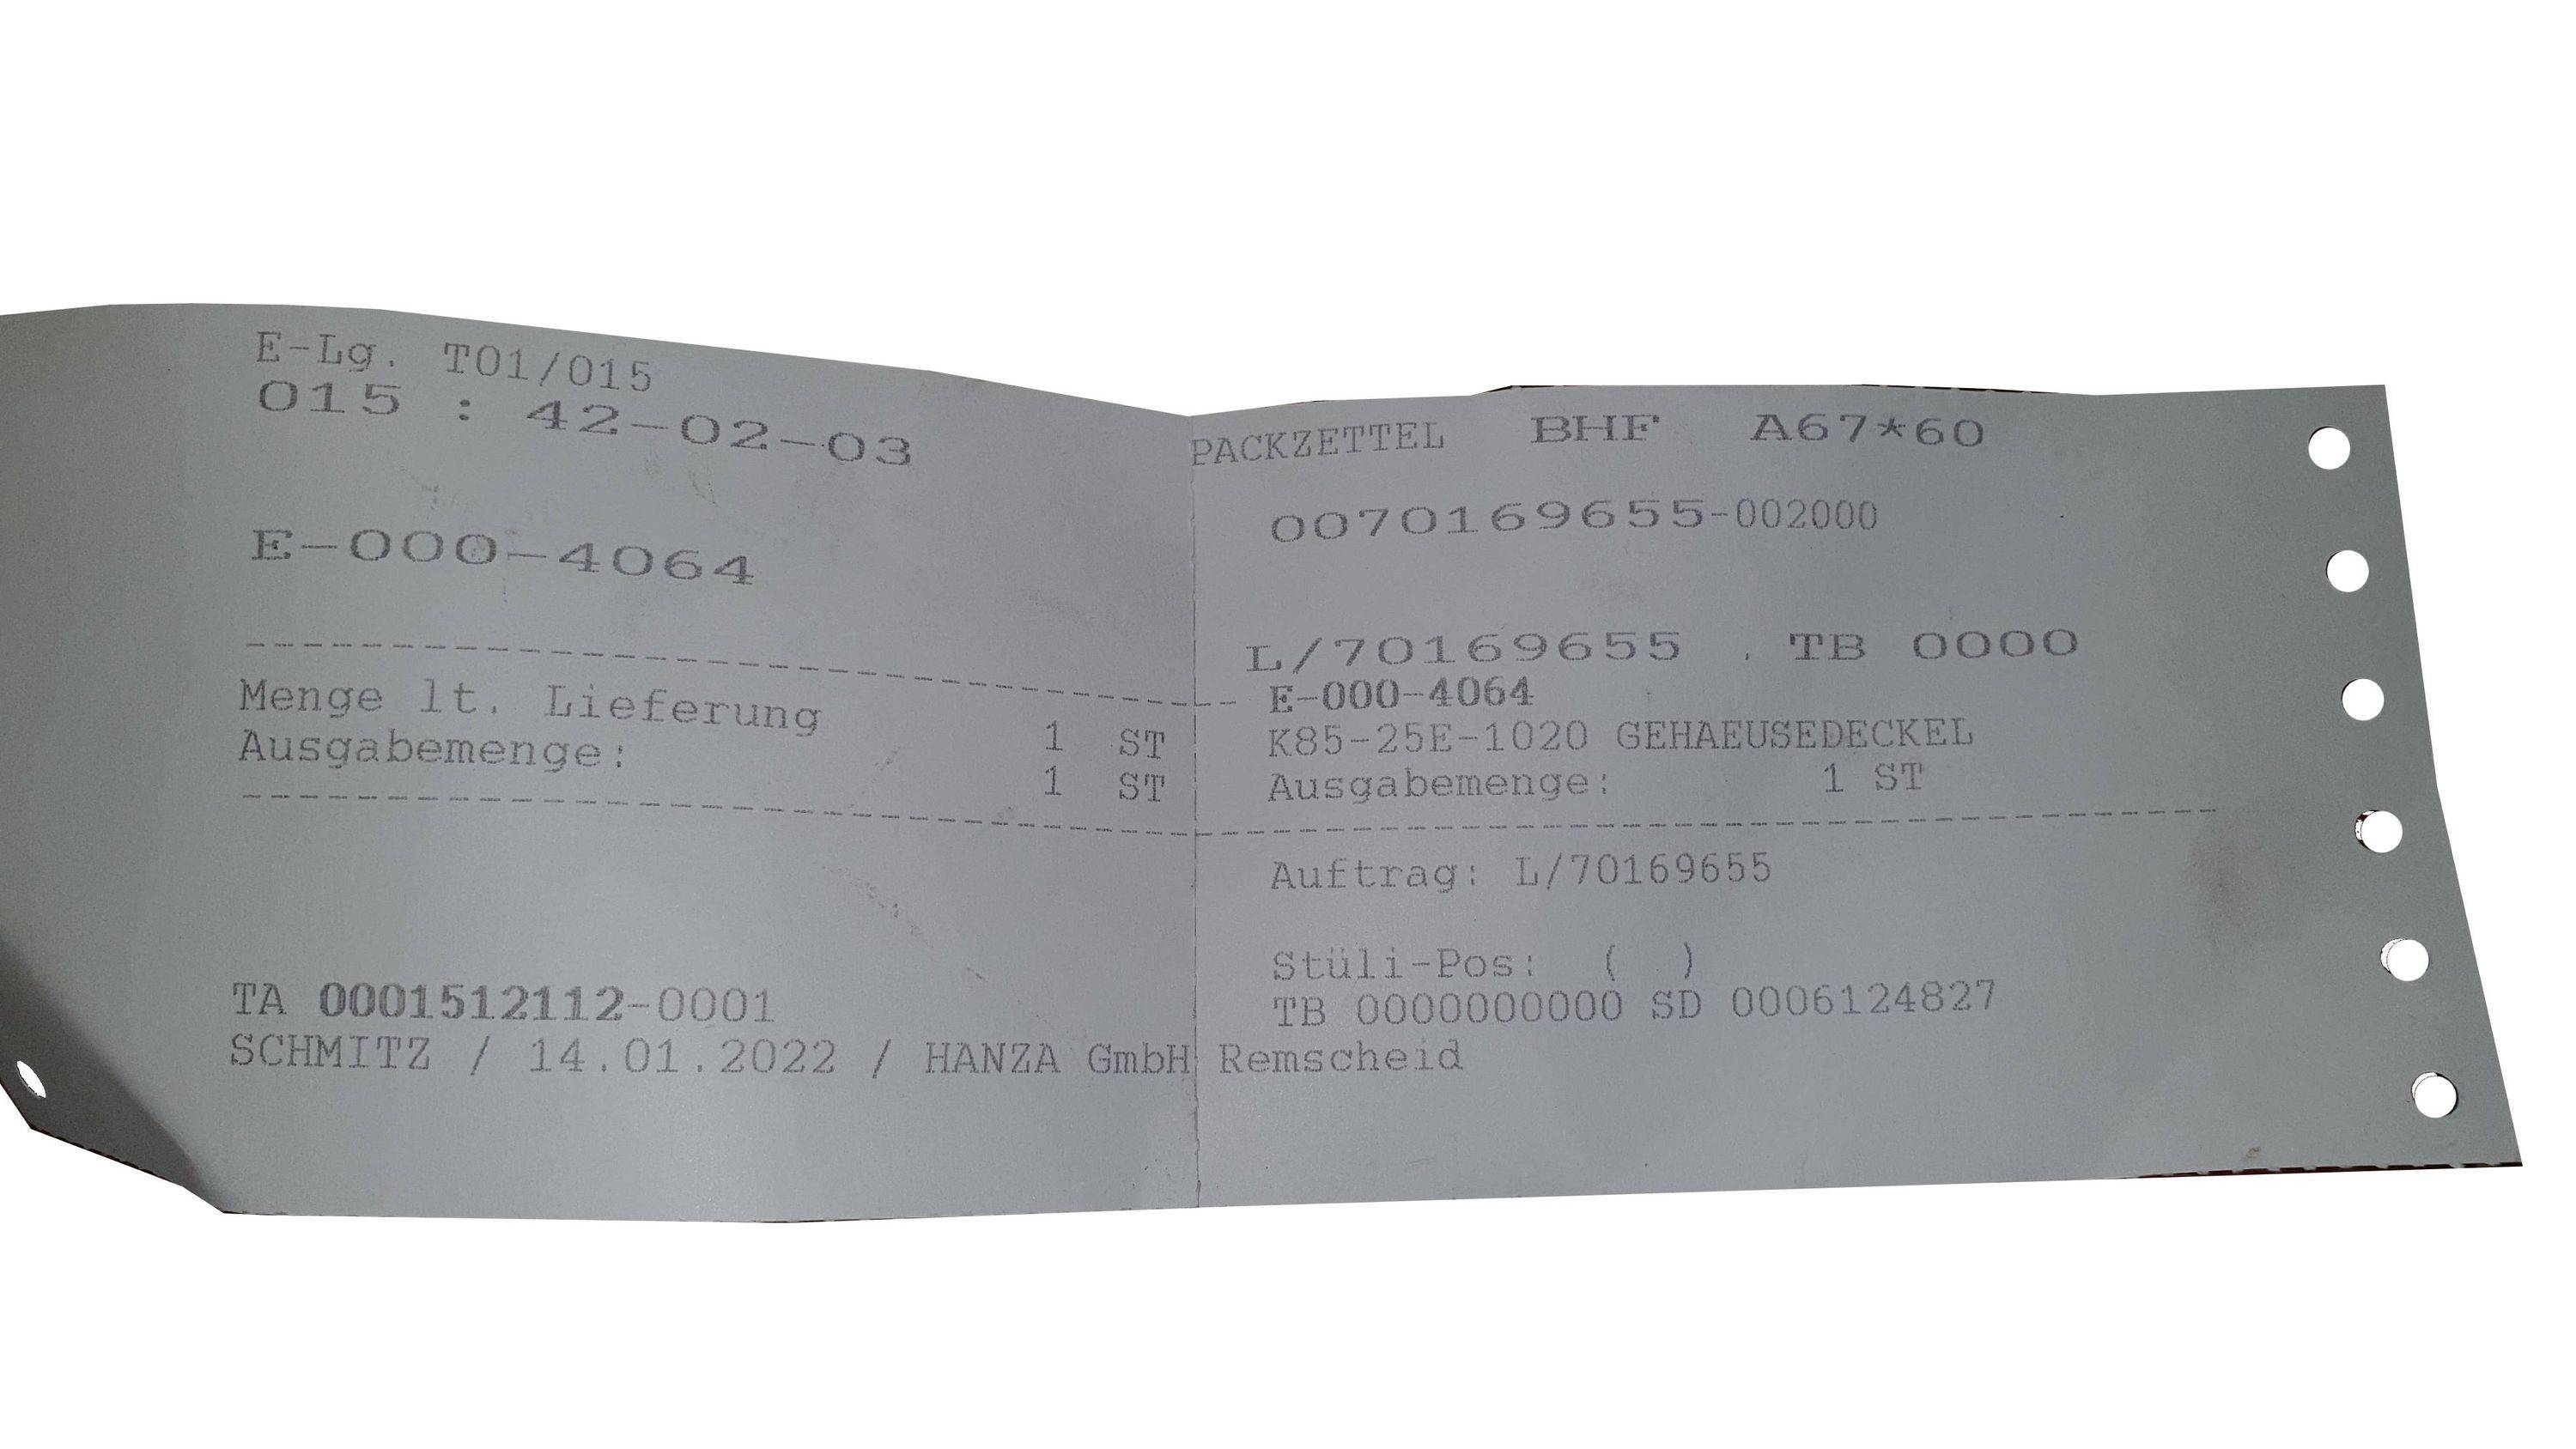 E-Lg. T01/015
015 : 42-02-03
E-000-4064
Menge lt. Lieferung 1 ST
Ausgabemenge: 1 ST
TA 0001512112-0001
SCHMITZ / 14.01.2022 / HANZA GmbH Remscheid
PACKZETTEL BHF A67*60
0070169655-002000
L/70169655 . TB 0000
E-000-4064
K85-25E-1020 GEHAEUSEDECKEL
Ausgabemenge: 1 ST
Auftrag: L/70169655
Stüli-Pos: ( )
TB 0000000000 SD 0006124827